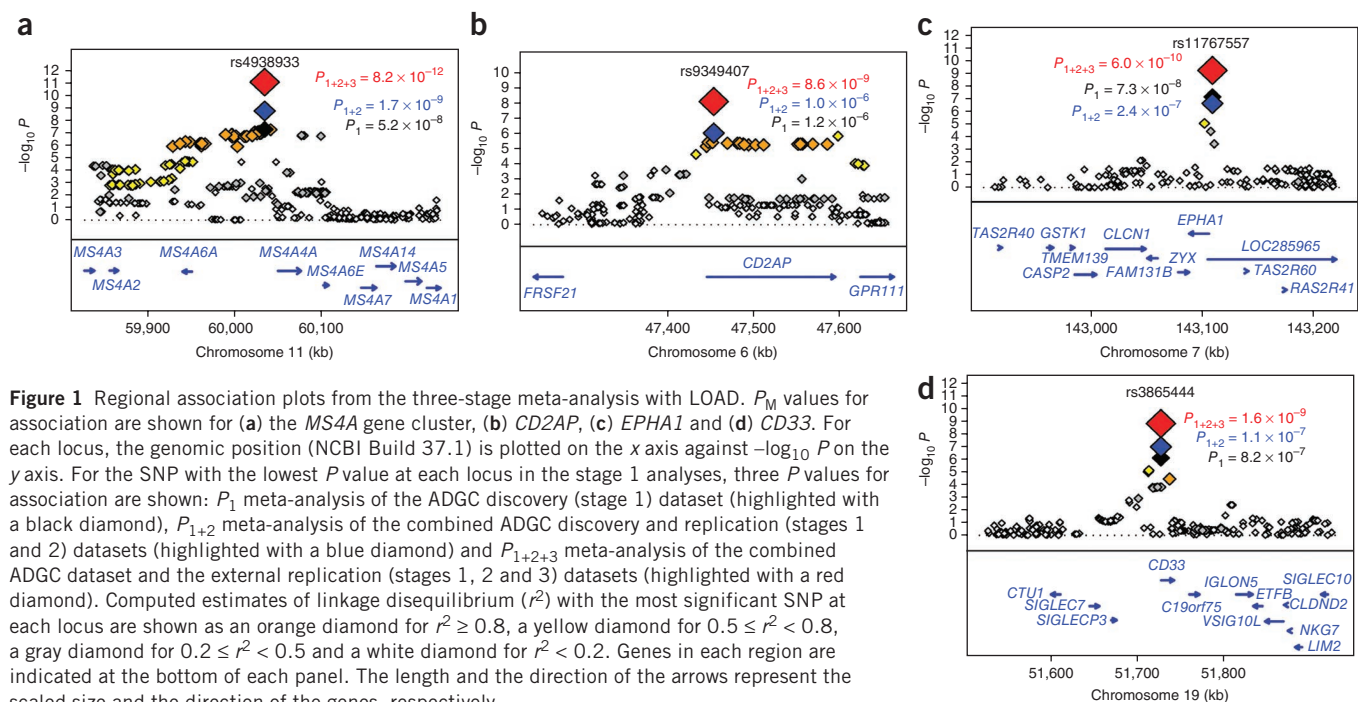 a
rs4938933
P1+2+3 = 8.2 × 10−12
P1+2 = 1.7 × 10−9
P1 = 5.2 × 10−8
12
11
10
9
8
7
6
5
4
3
2
1
0
−log10 P
MS4A3
MS4A6A
MS4A4A
MS4A14
MS4A2
MS4A6E
MS4A5
MS4A7
MS4A1
59,900
60,000
60,100
Chromosome 11 (kb)
b
rs9349407
P1+2+3 = 8.6 × 10−9
P1+2 = 1.0 × 10−6
P1 = 1.2 × 10−6
10
9
8
7
6
5
4
3
2
1
0
−log10 P
CD2AP
FRSF21
GPR111
47,400
47,500
47,600
Chromosome 6 (kb)
c
rs11767557
P1+2+3 = 6.0 × 10−10
P1 = 7.3 × 10−8
P1+2 = 2.4 × 10−7
12
11
10
9
8
7
6
5
4
3
2
1
0
−log10 P
EPHA1
TAS2R40
GSTK1
CLCN1
LOC285965
TMEM139
ZYX
CASP2
FAM131B
TAS2R60
RAS2R41
143,000
143,100
143,200
Chromosome 7 (kb)
d
rs3865444
P1+2+3 = 1.6 × 10−9
P1+2 = 1.1 × 10−7
P1 = 8.2 × 10−7
12
11
10
9
8
7
6
5
4
3
2
1
0
−log10 P
CD33
CTU1
IGLON5
SIGLEC10
SIGLEC7
ETFB
C19orf75
CLDND2
SIGLECP3
VSIG10L
NKG7
LIM2
51,600
51,700
51,800
Chromosome 19 (kb)
Figure 1 Regional association plots from the three-stage meta-analysis with LOAD. PM values for
association are shown for (a) the MS4A gene cluster, (b) CD2AP, (c) EPHA1 and (d) CD33. For
each locus, the genomic position (NCBI Build 37.1) is plotted on the x axis against −log10 P on the
y axis. For the SNP with the lowest P value at each locus in the stage 1 analyses, three P values for
association are shown: P1 meta-analysis of the ADGC discovery (stage 1) dataset (highlighted with
a black diamond), P1+2 meta-analysis of the combined ADGC discovery and replication (stages 1
and 2) datasets (highlighted with a blue diamond) and P1+2+3 meta-analysis of the combined
ADGC dataset and the external replication (stages 1, 2 and 3) datasets (highlighted with a red
diamond). Computed estimates of linkage disequilibrium (r2) with the most significant SNP at
each locus are shown as an orange diamond for r2 ≥ 0.8, a yellow diamond for 0.5 ≤ r2 < 0.8,
a gray diamond for 0.2 ≤ r2 < 0.5 and a white diamond for r2 < 0.2. Genes in each region are
indicated at the bottom of each panel. The length and the direction of the arrows represent the
scaled size and the direction of the genes, respectively